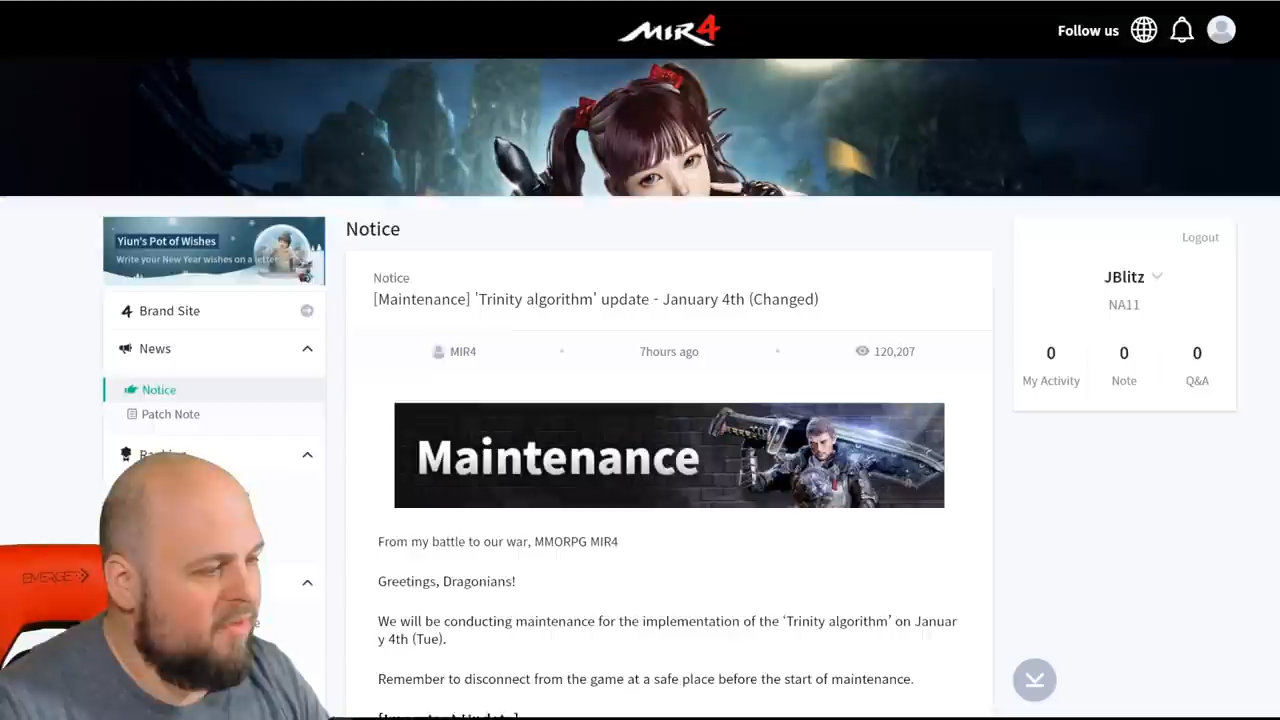 MIR4
Follow us
Yiun's Pot of Wishes
Write your New Year wishes on a letter
4 Brand Site
News
Notice
Patch Note
Notice
Notice
[Maintenance] 'Trinity algorithm' update - January 4th (Changed)
MIR4
7hours ago
120,207
Maintenance
From my battle to our war, MMORPG MIR4
Greetings, Dragonians!
We will be conducting maintenance for the implementation of the ‘Trinity algorithm’ on Januar
y 4th (Tue).
Remember to disconnect from the game at a safe place before the start of maintenance.
Logout
JBlitz
NA11
0 0 0
My Activity Note Q&A